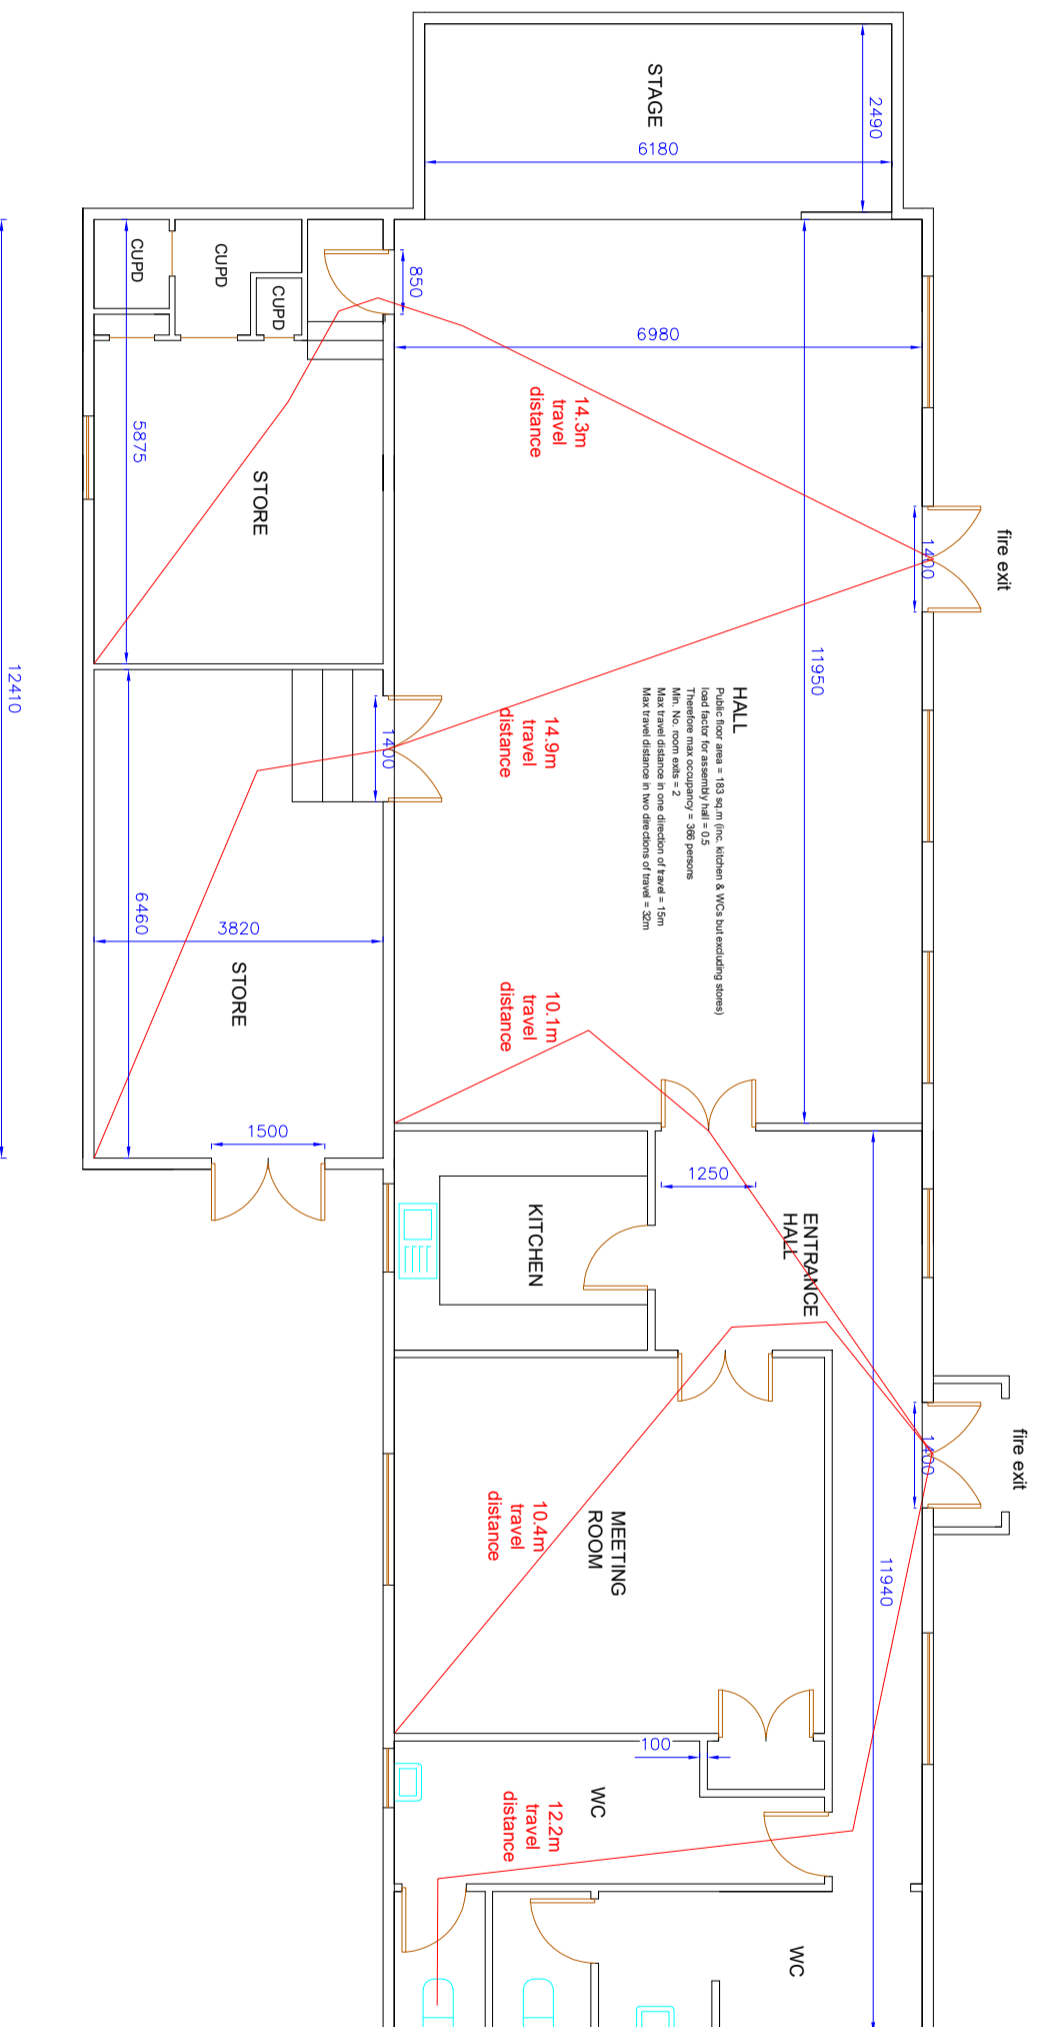 STAGE
2490
6180
CUPD
CUPD
CUPD
850
6980
14.3m
travel
distance
5875
STORE
fire exit
1400
11950
12410
HALL
Public floor area = 183 sq.m (inc. kitchen & WCs but excluding stores)
load factor for assembly hall = 0.5
Therefore max occupancy = 366 persons
Min. No. room exits = 2
Max travel distance in one direction of travel = 15m
Max travel distance in two directions of travel = 32m
14.9m
travel
distance
1400
6460
3820
STORE
10.1m
travel
distance
1500
1250
KITCHEN
ENTRANCE
HALL
fire exit
1400
11940
MEETING
ROOM
10.4m
travel
distance
100
WC
12.2m
travel
distance
WC